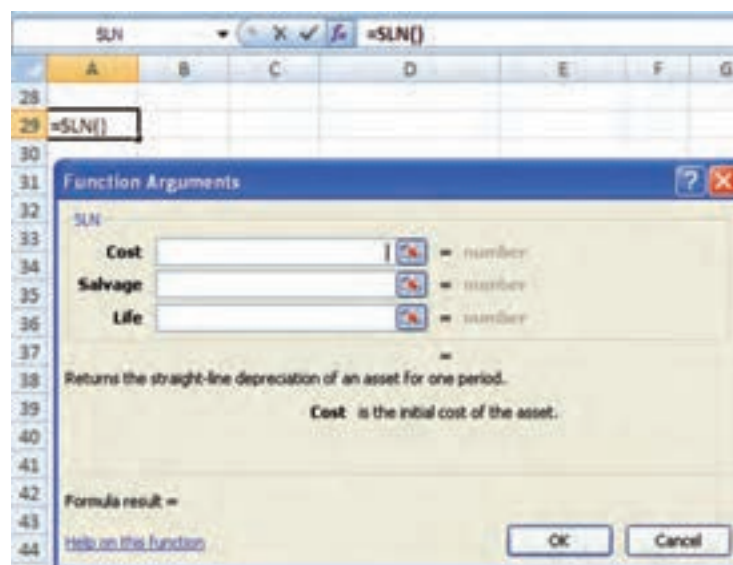 SLN =SLN()
A B C D E F G
28
29 =SLN()
30
31 Function Arguments
32 SLN
33 Cost = number
34
35 Salvage = number
36 Life = number
37 =
38 Returns the straight-line depreciation of an asset for one period.
39 Cost is the initial cost of the asset.
40
41
42 Formula result =
43
44 Help on this function OK Cancel